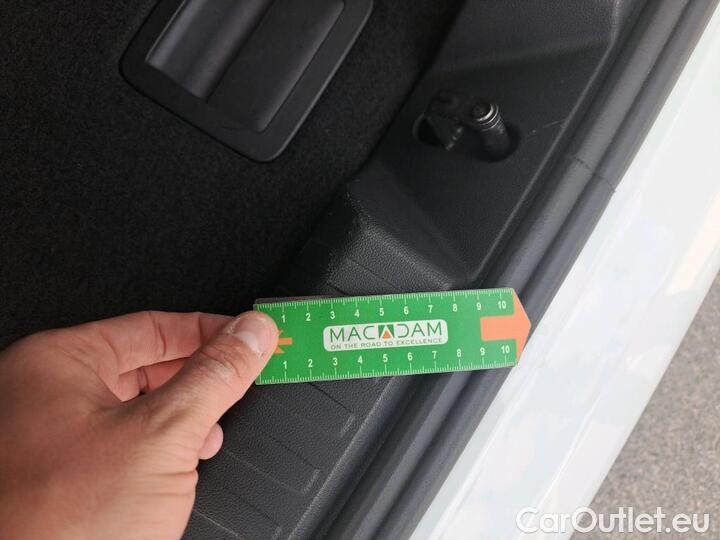 1 2 3 4 5 6 7 8 9 10
MACADAM
ON THE ROAD TO EXCELLENCE
1 2 3 4 5 6 7 8 9 10
CarOutlet.eu